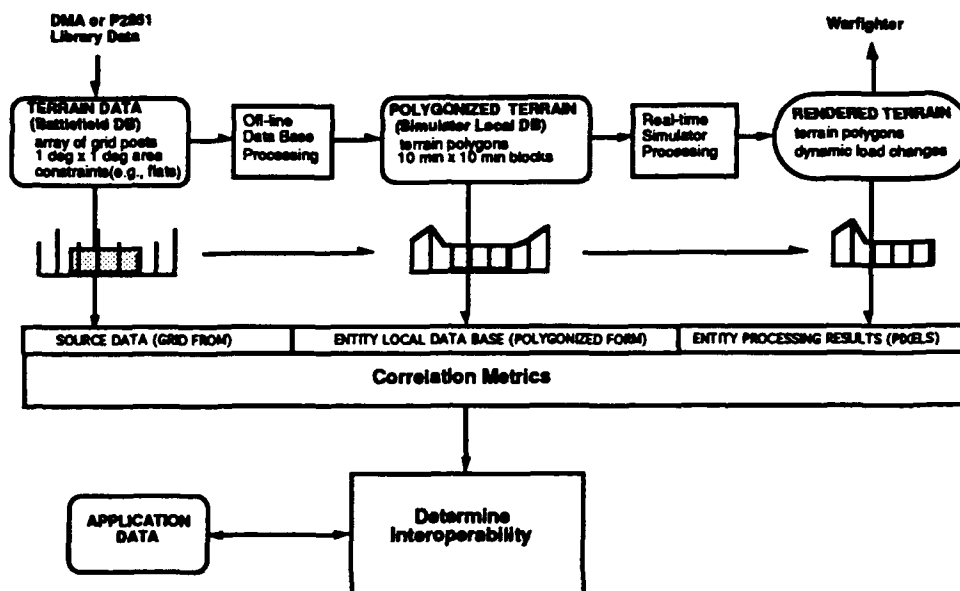 DMA or P2851
Library Data
Warfighter
TERRAIN DATA
(Battlefield DB)
array of grid posts
1 deg x 1 deg area
constraints(e.g., flats)
Off-line
Data Base
Processing
POLYGONIZED TERRAIN
(Simulator Local DB)
terrain polygons
10 min x 10 min blocks
Real-time
Simulator
Processing
RENDERED TERRAIN
terrain polygons
dynamic load changes
SOURCE DATA (GRID FROM)
ENTITY LOCAL DATA BASE (POLYGONIZED FORM)
ENTITY PROCESSING RESULTS (PIXELS)
Correlation Metrics
APPLICATION
DATA
Determine
Interoperability